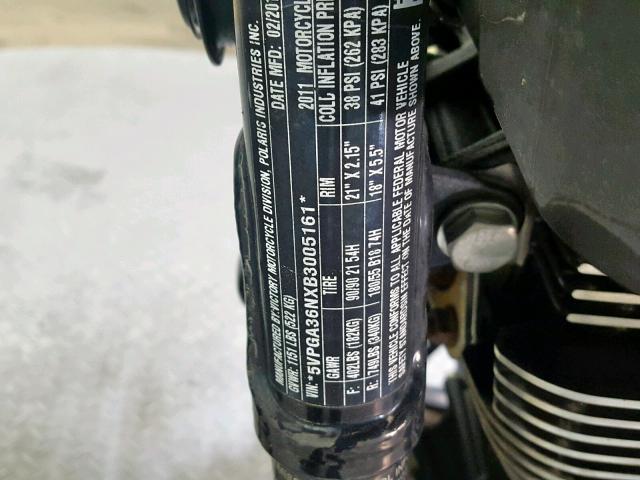 MANUFACTURED BY: VICTORY MOTORCYCLE DIVISION, POLARIS INDUSTRIES INC.
GVWR: 1157 LBS (522 KG) DATE MFD: 02/20
VIN: *5VPGA36NXB3005161* 2011 MOTORCYCLE
GAWR TIRE RIM COLD INFLATION PRE
F: 402LBS (182KG) 90/90 21 54H 21" X 2.15" 38 PSI (262 KPA)
R: 749LBS (340KG) 180/55 B18 74H 18" X 5.5" 41 PSI (283 KPA)
THIS VEHICLE CONFORMS TO ALL APPLICABLE FEDERAL MOTOR VEHICLE
SAFETY STANDARDS IN EFFECT ON THE DATE OF MANUFACTURE SHOWN ABOVE.